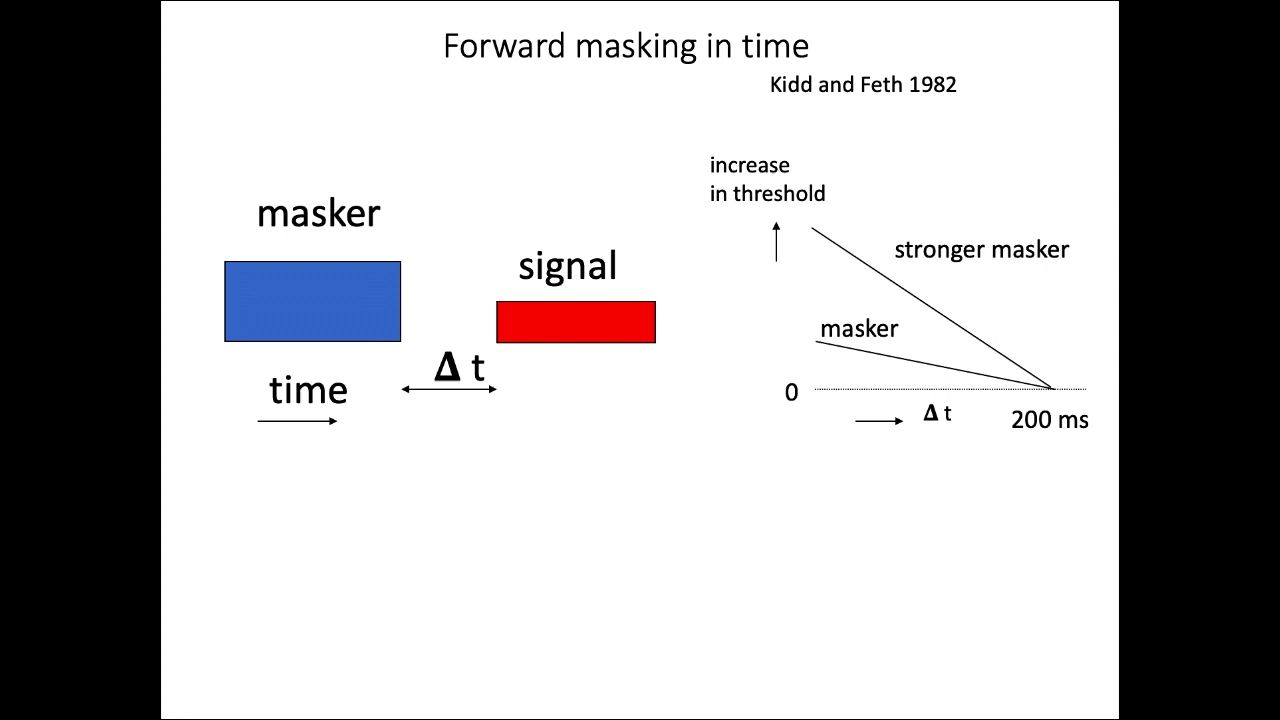 Forward masking in time
Kidd and Feth 1982
increase
in threshold
masker
signal
stronger masker
masker
Δ t
time
0
Δ t
200 ms